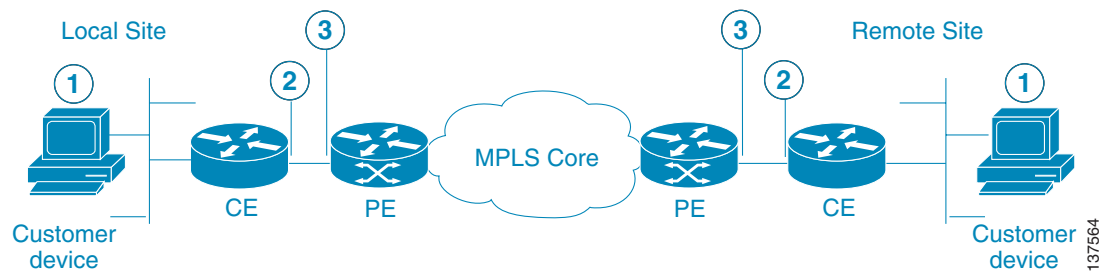 Local Site
3
3
Remote Site
1
2
2
1
MPLS Core
CE
PE
PE
CE
Customer
device
Customer
device
137564